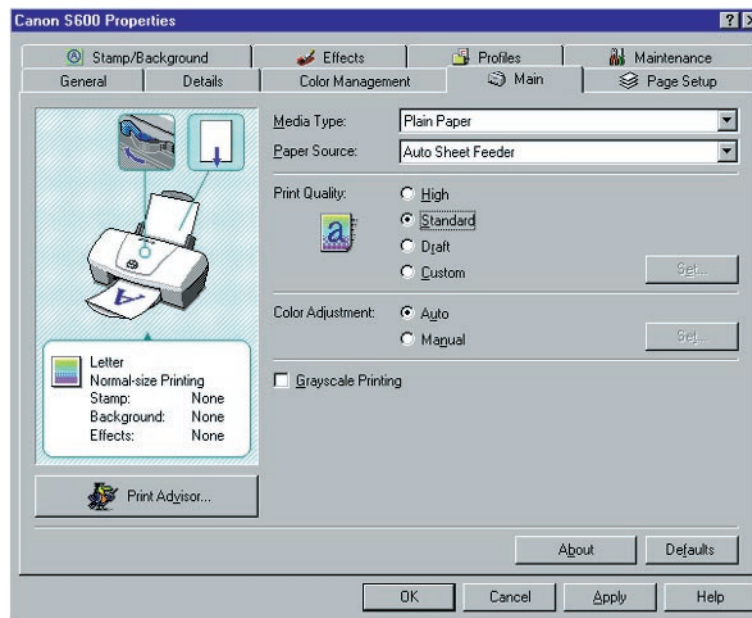 Canon S600 Properties
Stamp/Background Effects Profiles Maintenance
General Details Color Management Main Page Setup
Media Type: Plain Paper
Paper Source: Auto Sheet Feeder
Print Quality: High
Standard
Draft
Custom Set...
Color Adjustment: Auto
Manual Set...
Grayscale Printing
a
A
Letter
Normal-size Printing
Stamp: None
Background: None
Effects: None
Print Advisor...
About Defaults
OK Cancel Apply Help